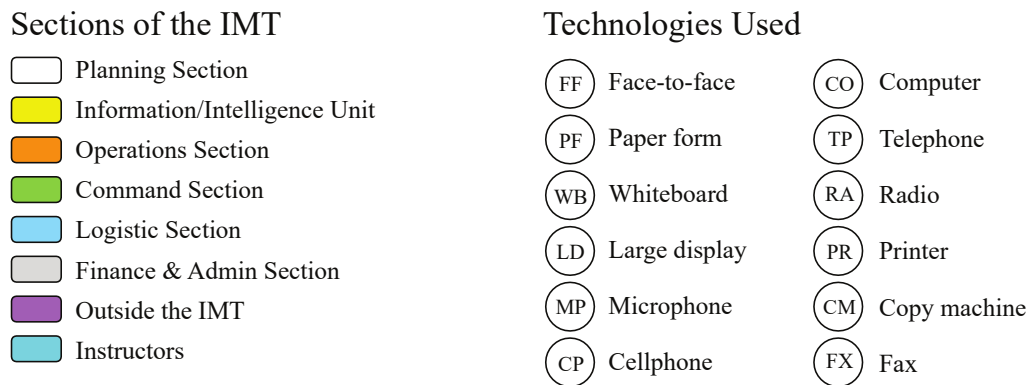 Sections of the IMT
Planning Section
Information/Intelligence Unit
Operations Section
Command Section
Logistic Section
Finance & Admin Section
Outside the IMT
Instructors
Technologies Used
FF Face-to-face
PF Paper form
WB Whiteboard
LD Large display
MP Microphone
CP Cellphone
CO Computer
TP Telephone
RA Radio
PR Printer
CM Copy machine
FX Fax